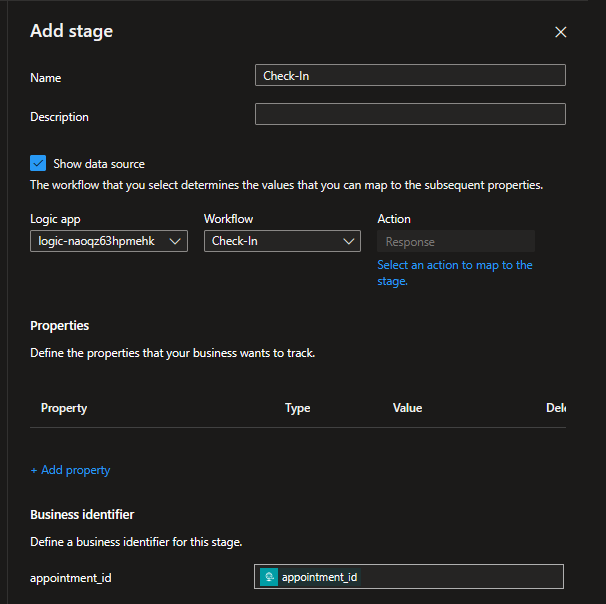 Add stage
Name
Check-In
Description
Show data source
The workflow that you select determines the values that you can map to the subsequent properties.
Logic app
Workflow
Action
logic-naoqz63hpmehk
Check-In
Response
Select an action to map to the
stage.
Properties
Define the properties that your business wants to track.
Property
Type
Value
Dele
+ Add property
Business identifier
Define a business identifier for this stage.
appointment_id
appointment_id